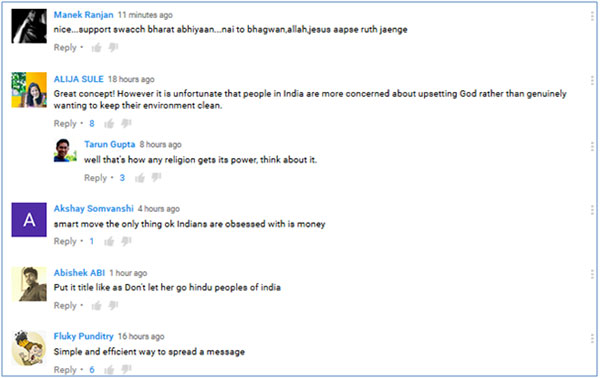 Manek Ranjan 11 minutes ago
nice...support swacch bharat abhiyaan...nai to bhagwan,allah,jesus aapse ruth jaenge
Reply •
ALIJA SULE 18 hours ago
Great concept! However it is unfortunate that people in India are more concerned about upsetting God rather than genuinely
wanting to keep their environment clean.
Reply • 8
Tarun Gupta 8 hours ago
well that's how any religion gets its power, think about it.
Reply • 3
A
Akshay Somvanshi 4 hours ago
smart move the only thing ok Indians are obsessed with is money
Reply • 1
Abishek ABI 1 hour ago
Put it title like as Don't let her go hindu peoples of india
Reply •
Fluky Punditry 16 hours ago
Simple and efficient way to spread a message
Reply • 6